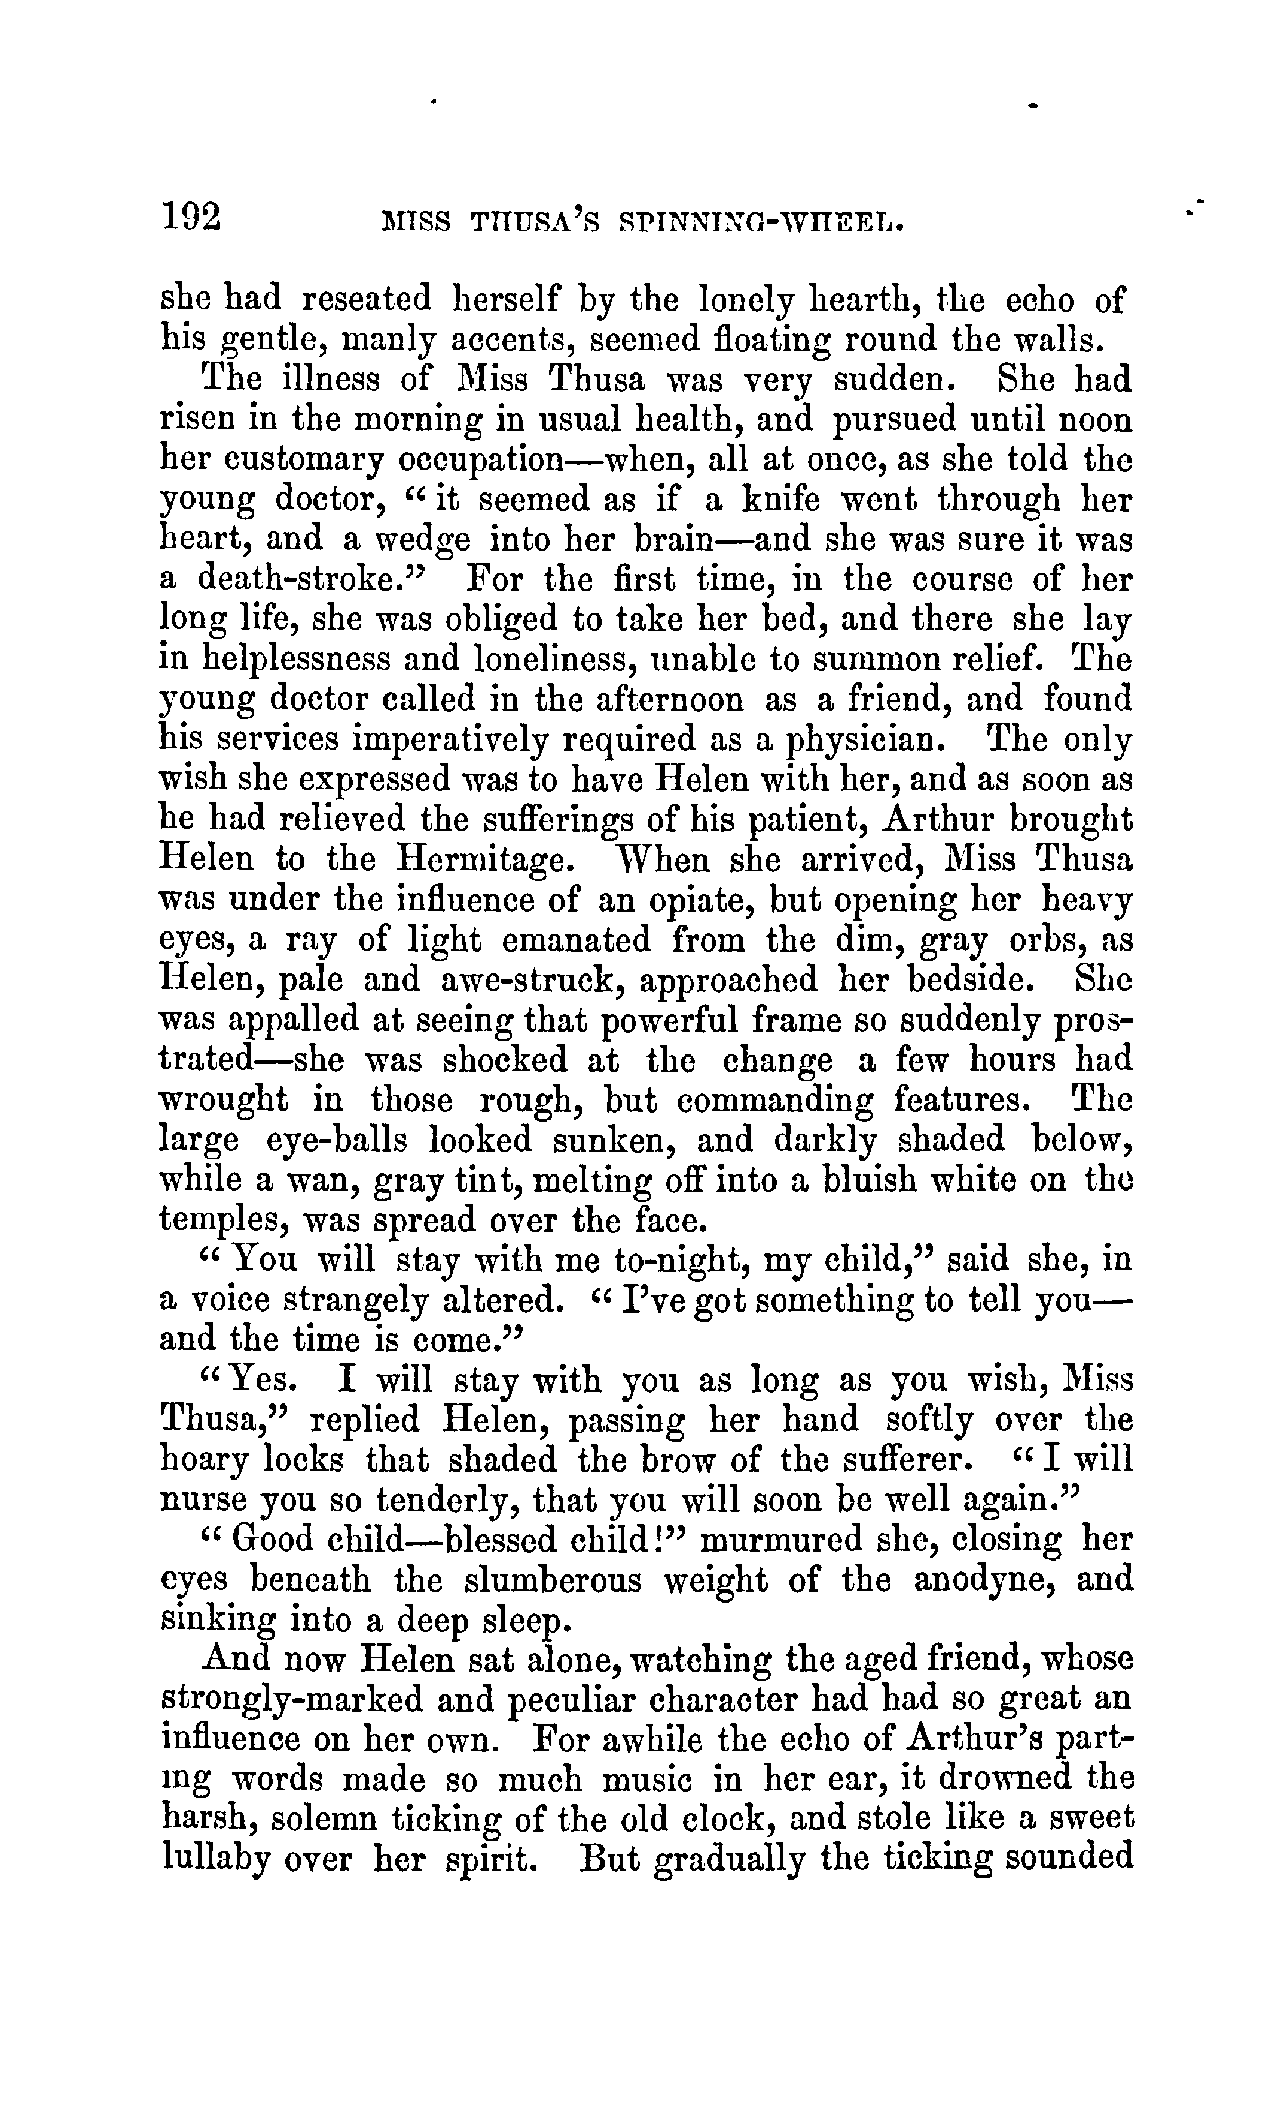 192 MISS THUSA'S SPINNING-WHEEL.
she had reseated herself by the lonely hearth, the echo of
his gentle, manly accents, seemed floating round the walls.
The illness of Miss Thusa was very sudden. She had
risen in the morning in usual health, and pursued until noon
her customary occupation—when, all at once, as she told the
young doctor, “it seemed as if a knife went through her
heart, and a wedge into her brain—and she was sure it was
a death-stroke.” For the first time, in the course of her
long life, she was obliged to take her bed, and there she lay
in helplessness and loneliness, unable to summon relief. The
young doctor called in the afternoon as a friend, and found
his services imperatively required as a physician. The only
wish she expressed was to have Helen with her, and as soon as
he had relieved the sufferings of his patient, Arthur brought
Helen to the Hermitage. When she arrived, Miss Thusa
was under the influence of an opiate, but opening her heavy
eyes, a ray of light emanated from the dim, gray orbs, as
Helen, pale and awe-struck, approached her bedside. She
was appalled at seeing that powerful frame so suddenly pros-
trated—she was shocked at the change a few hours had
wrought in those rough, but commanding features. The
large eye-balls looked sunken, and darkly shaded below,
while a wan, gray tint, melting off into a bluish white on the
temples, was spread over the face.
“You will stay with me to-night, my child,” said she, in
a voice strangely altered. “I've got something to tell you—
and the time is come.”
“Yes. I will stay with you as long as you wish, Miss
Thusa,” replied Helen, passing her hand softly over the
hoary locks that shaded the brow of the sufferer. “I will
nurse you so tenderly, that you will soon be well again.”
“Good child—blessed child!” murmured she, closing her
eyes beneath the slumberous weight of the anodyne, and
sinking into a deep sleep.
And now Helen sat alone, watching the aged friend, whose
strongly-marked and peculiar character had had so great an
influence on her own. For awhile the echo of Arthur's part-
ing words made so much music in her ear, it drowned the
harsh, solemn ticking of the old clock, and stole like a sweet
lullaby over her spirit. But gradually the ticking sounded